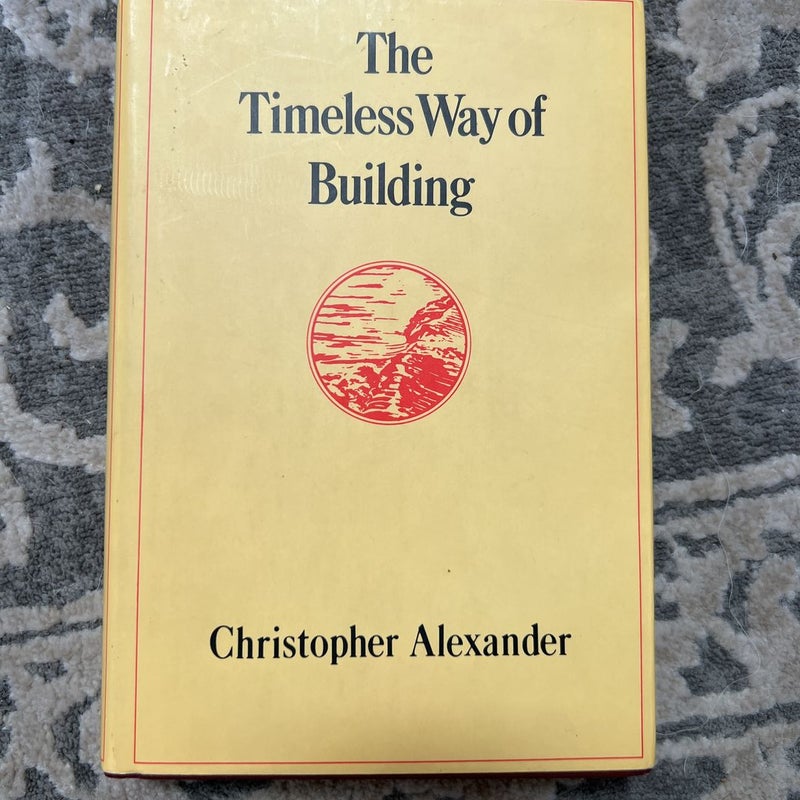 The
Timeless Way of
Building
Christopher Alexander